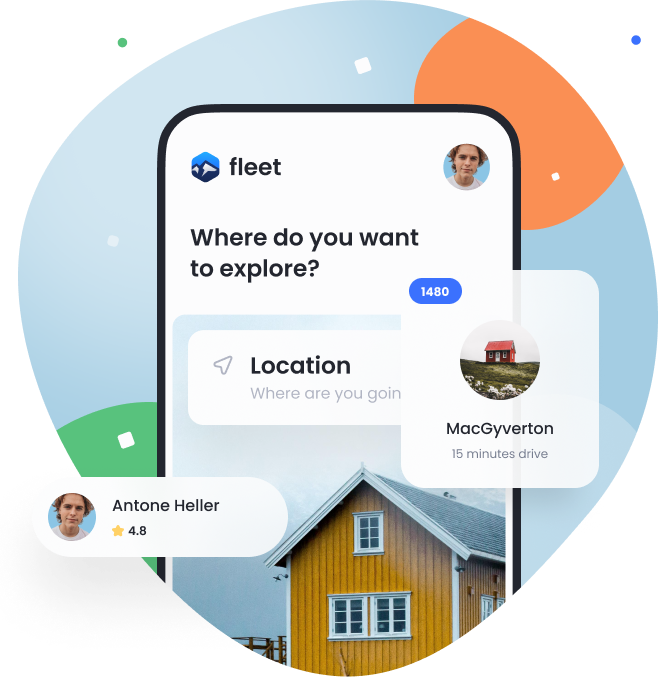 fleet
Where do you want
to explore?
1480
Location
Where are you goin
MacGyverton
15 minutes drive
Antone Heller
4.8